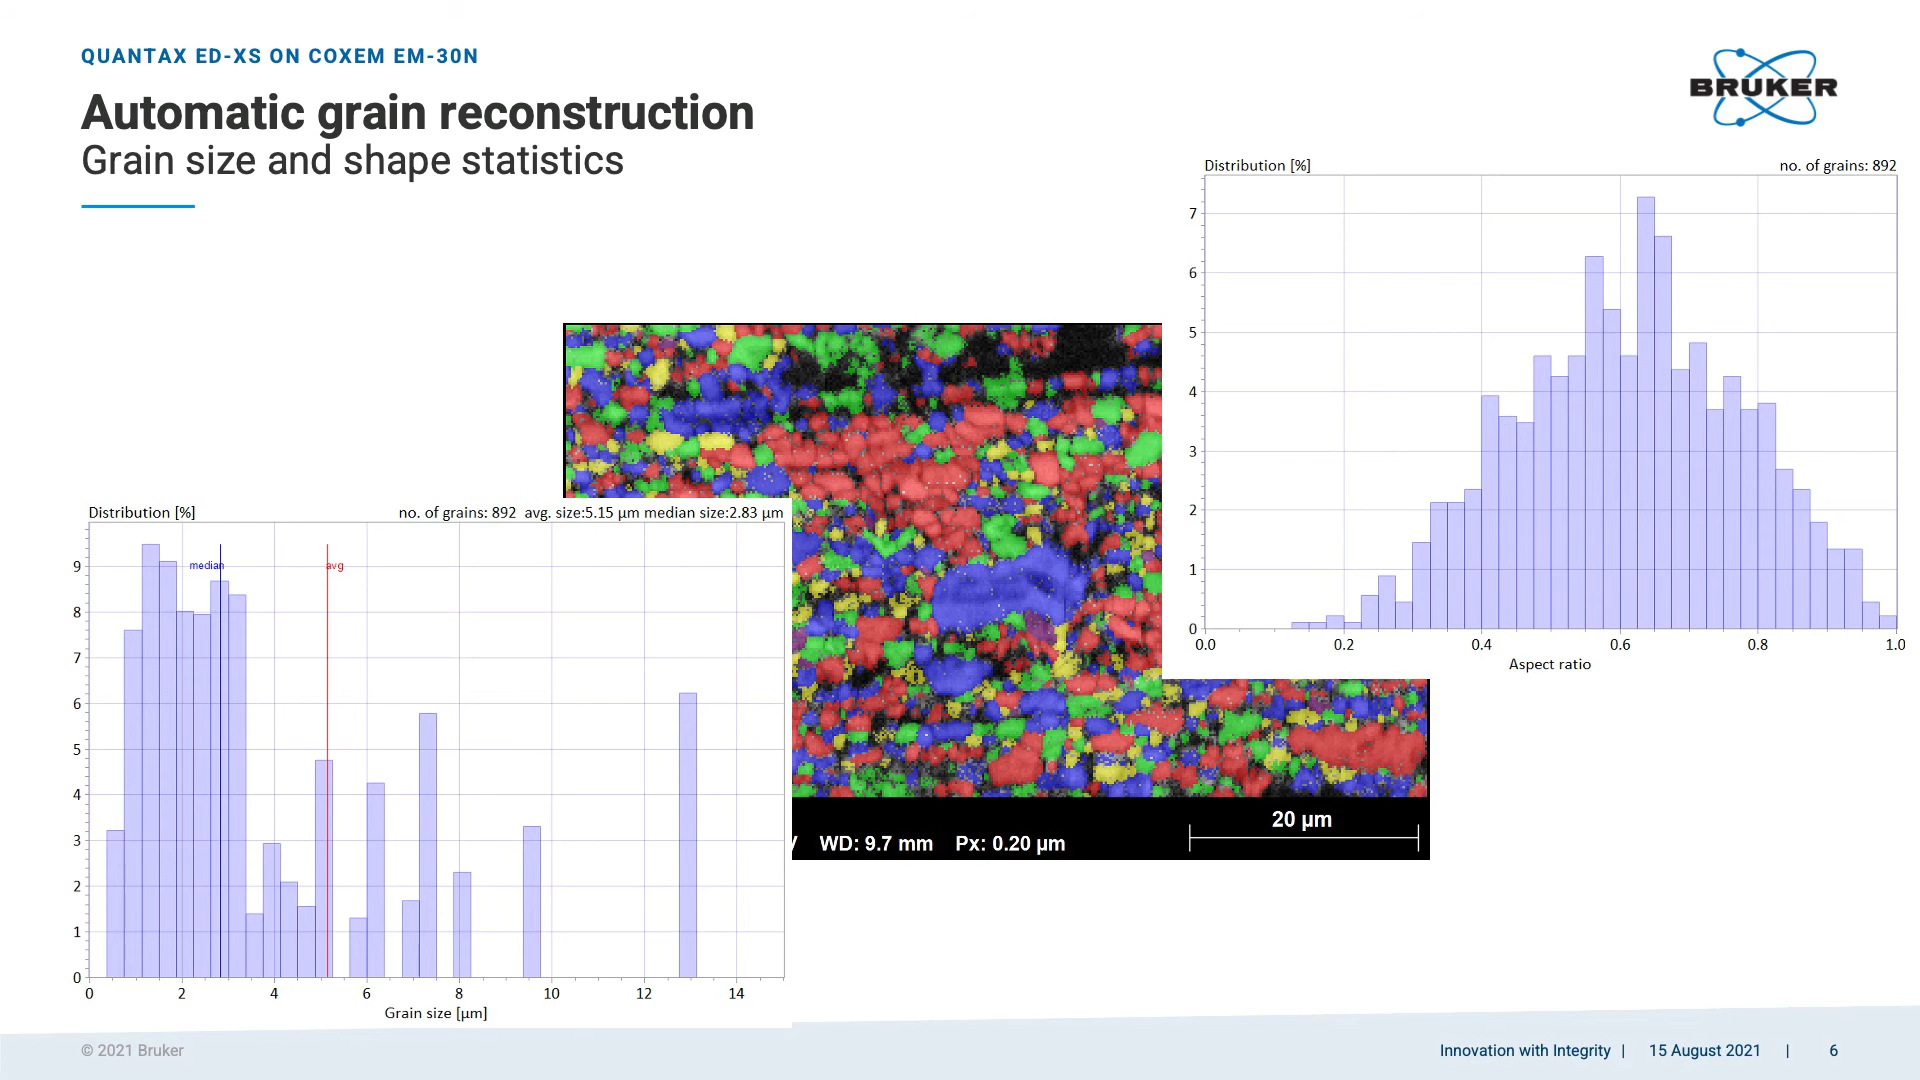 QUANTAX ED-XS ON COXEM EM-30N
Automatic grain reconstruction
Grain size and shape statistics
BRUKER
Distribution [%] no. of grains: 892
7
6
5
4
3
2
1
0
0.0 0.2 0.4 0.6 0.8 1.0
Aspect ratio
Distribution [%] no. of grains: 892 avg. size:5.15 µm median size:2.83 µm
median avg
9
8
7
6
5
4
3
2
1
0
0 2 4 6 8 10 12 14
Grain size [µm]
WD: 9.7 mm Px: 0.20 µm
20 µm
© 2021 Bruker
Innovation with Integrity | 15 August 2021 | 6